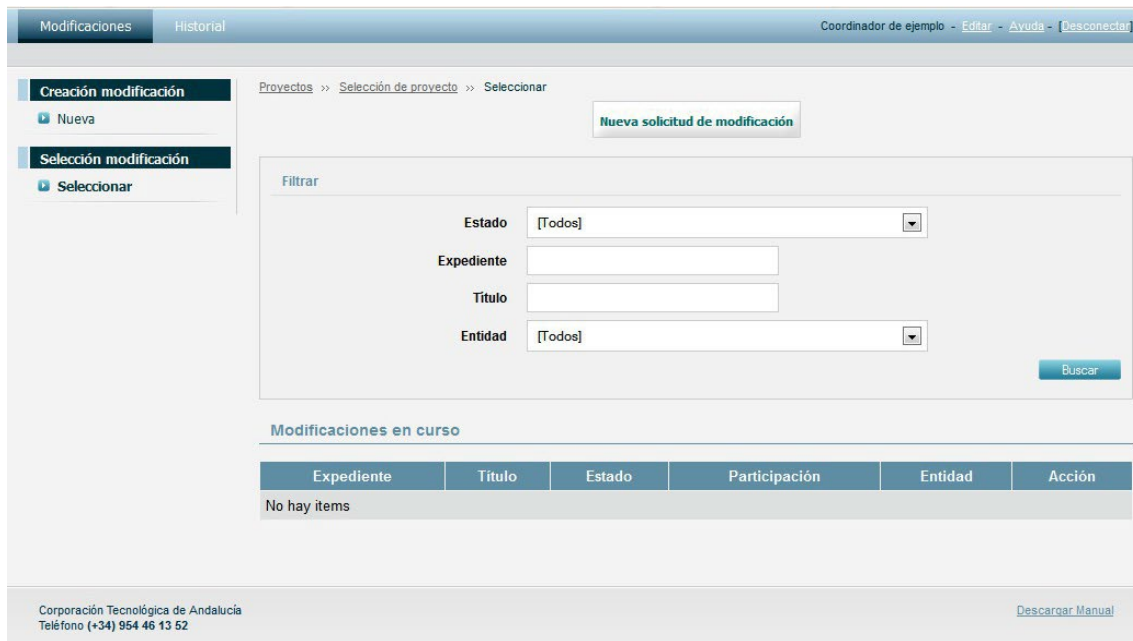 Modificaciones Historial Coordinador de ejemplo - Editar - Ayuda - [Desconectar]
Creación modificación
Nueva
Selección modificación
Seleccionar
Proyectos ›› Selección de proyecto ›› Seleccionar
Nueva solicitud de modificación
Filtrar
Estado [Todos]
Expediente
Título
Entidad [Todos]
Buscar
Modificaciones en curso
Expediente Título Estado Participación Entidad Acción
No hay items
Corporación Tecnológica de Andalucía
Teléfono (+34) 954 46 13 52
Descargar Manual